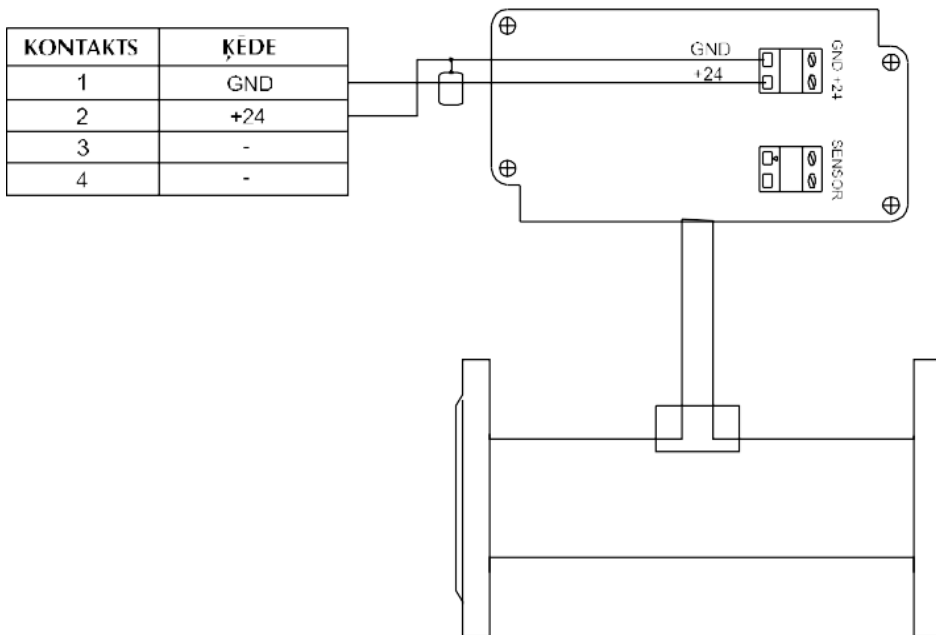 KONTAKTS ĶĒDE
1 GND
2 +24
3 -
4 -
GND
+24
GND +24
SENSOR